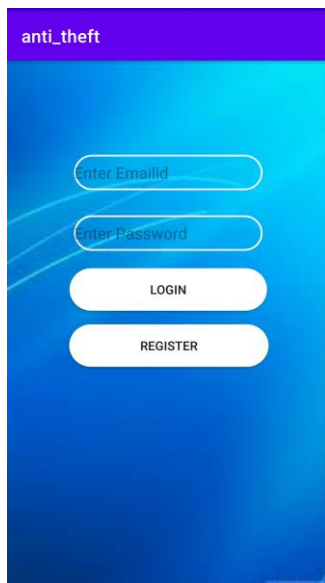 anti_theft
Enter Emailid
Enter Password
LOGIN
REGISTER